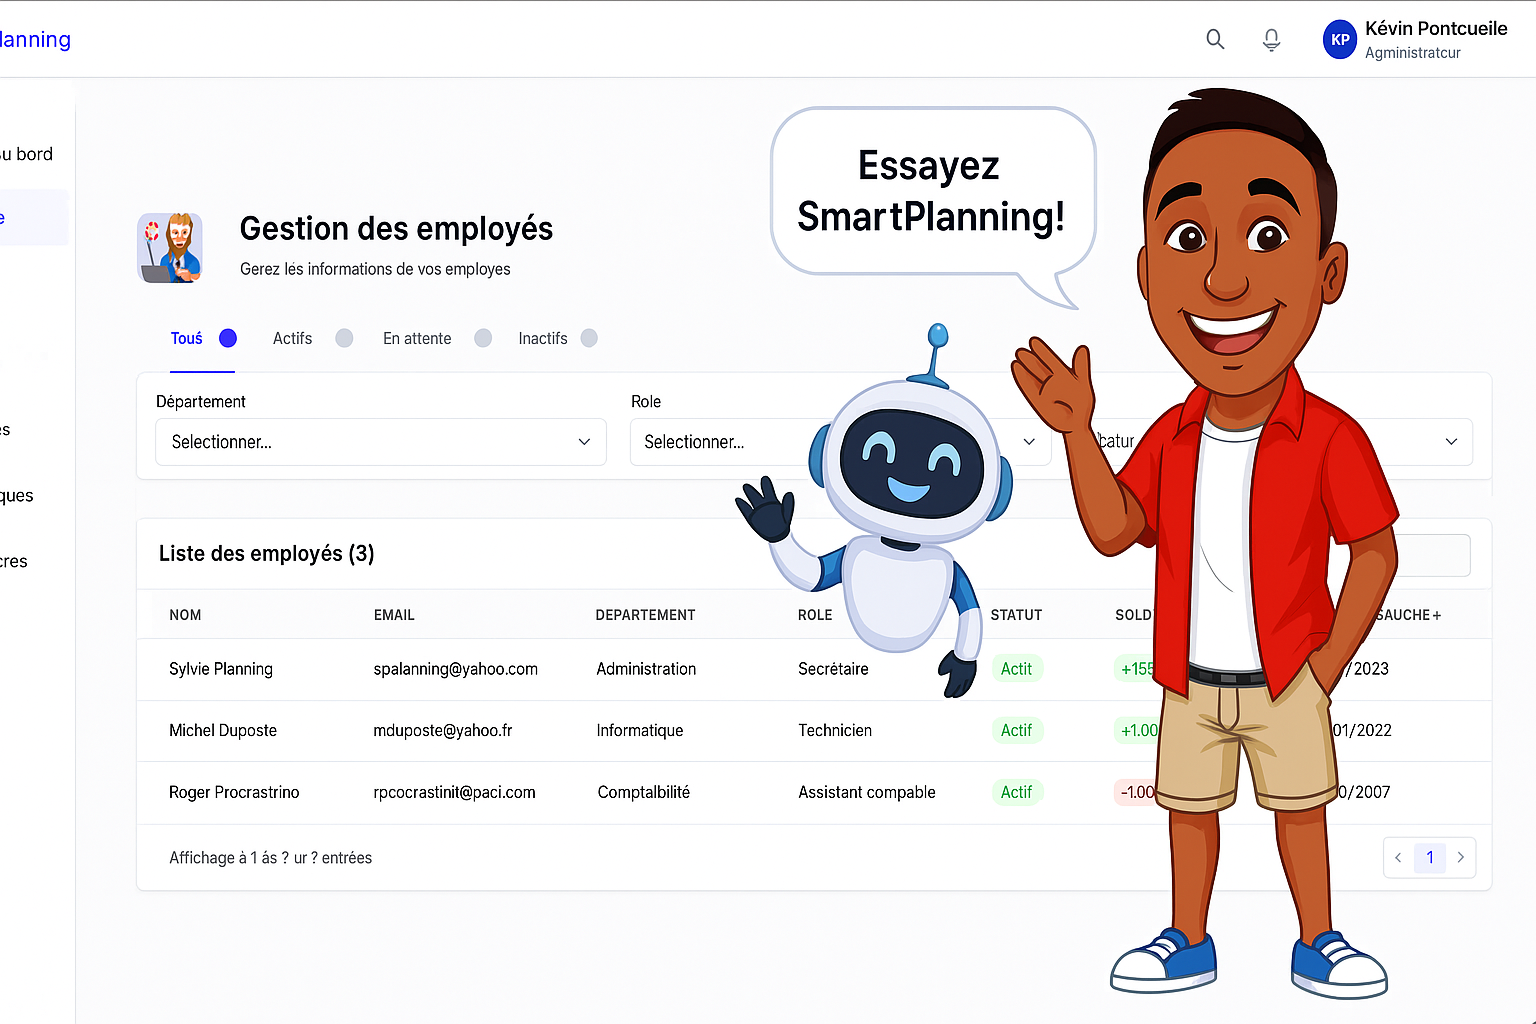 lanning
KP
Kévin Pontcueile
Agministratcur
su bord
e
es
ques
cres
Essayez
SmartPlanning!
Gestion des employés
Gerez lés informations de vos employes
Touś Actifs En attente Inactifs
Département Role
Selectionner... Selectionner... batur
Liste des employés (3)
NOM EMAIL DEPARTEMENT ROLE STATUT SOLD SAUCHE+
Sylvie Planning spalanning@yahoo.com Administration Secrétaire Actit +155 /2023
Michel Duposte mduposte@yahoo.fr Informatique Technicien Actif +1.00 01/2022
Roger Procrastrino rpcocrastinit@paci.com Comptalbilité Assistant compable Actif -1.00 0/2007
Affichage à 1 ás ? ur ? entrées
< 1 >